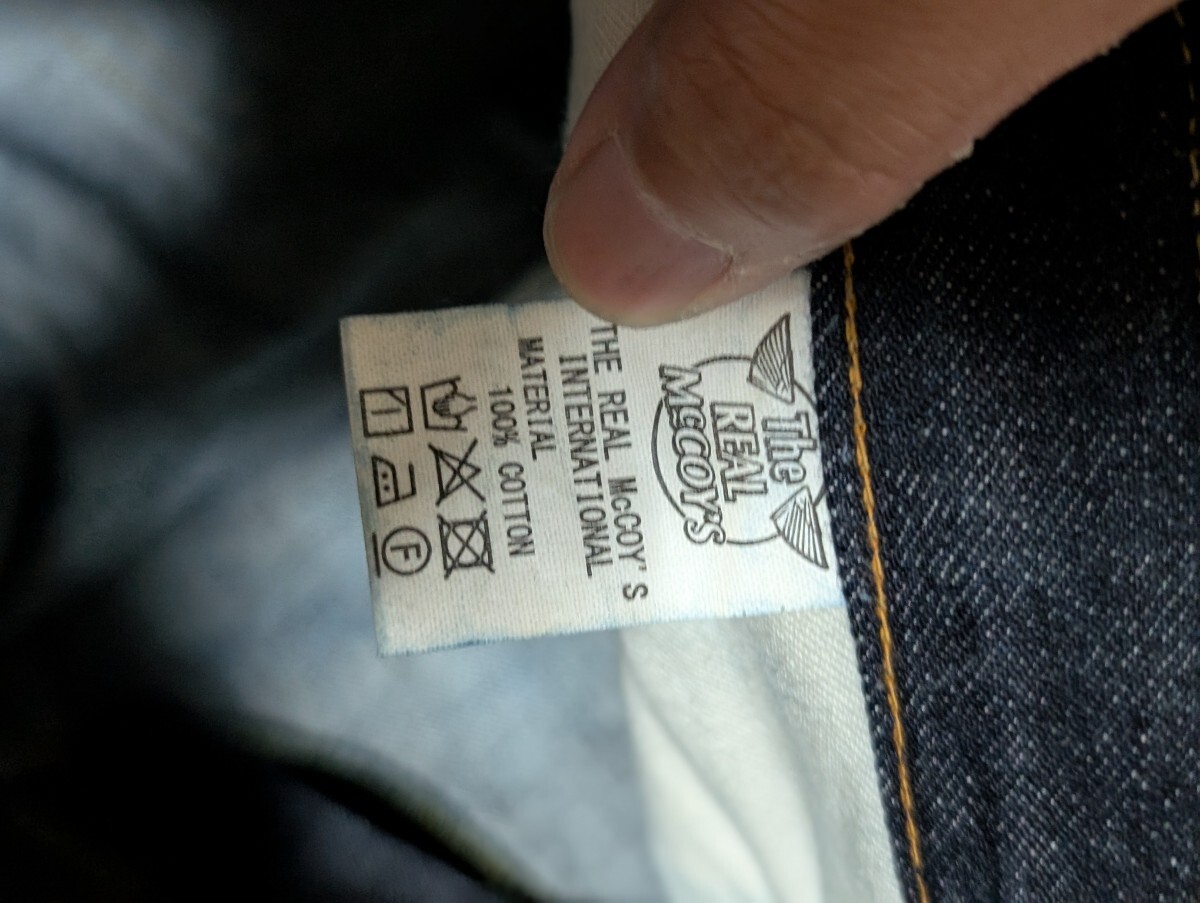 The
REAL
McCOY'S
THE REAL McCOY'S
INTERNATIONAL
MATERIAL
100% COTTON
F